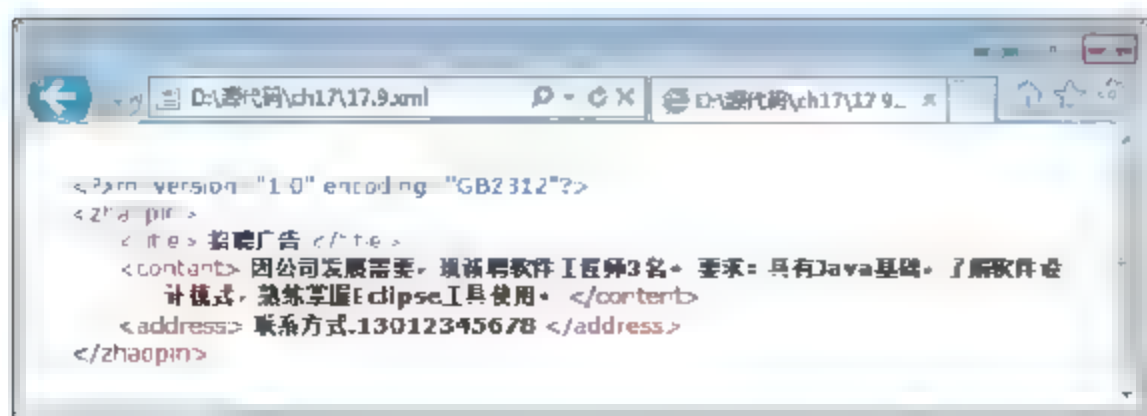 D:\源代码\ch17\17.9.xml D:\源代码\ch17\17.9...
<?xml version="1.0" encoding="GB2312"?>
<zhaopin>
<title> 招聘广告 </title>
<content> 因公司发展需要，现诚聘软件工程师3名。要求：具有Java基础。了解软件设
计模式，熟练掌握Eclipse工具使用。 </content>
<address> 联系方式:13012345678 </address>
</zhaopin>